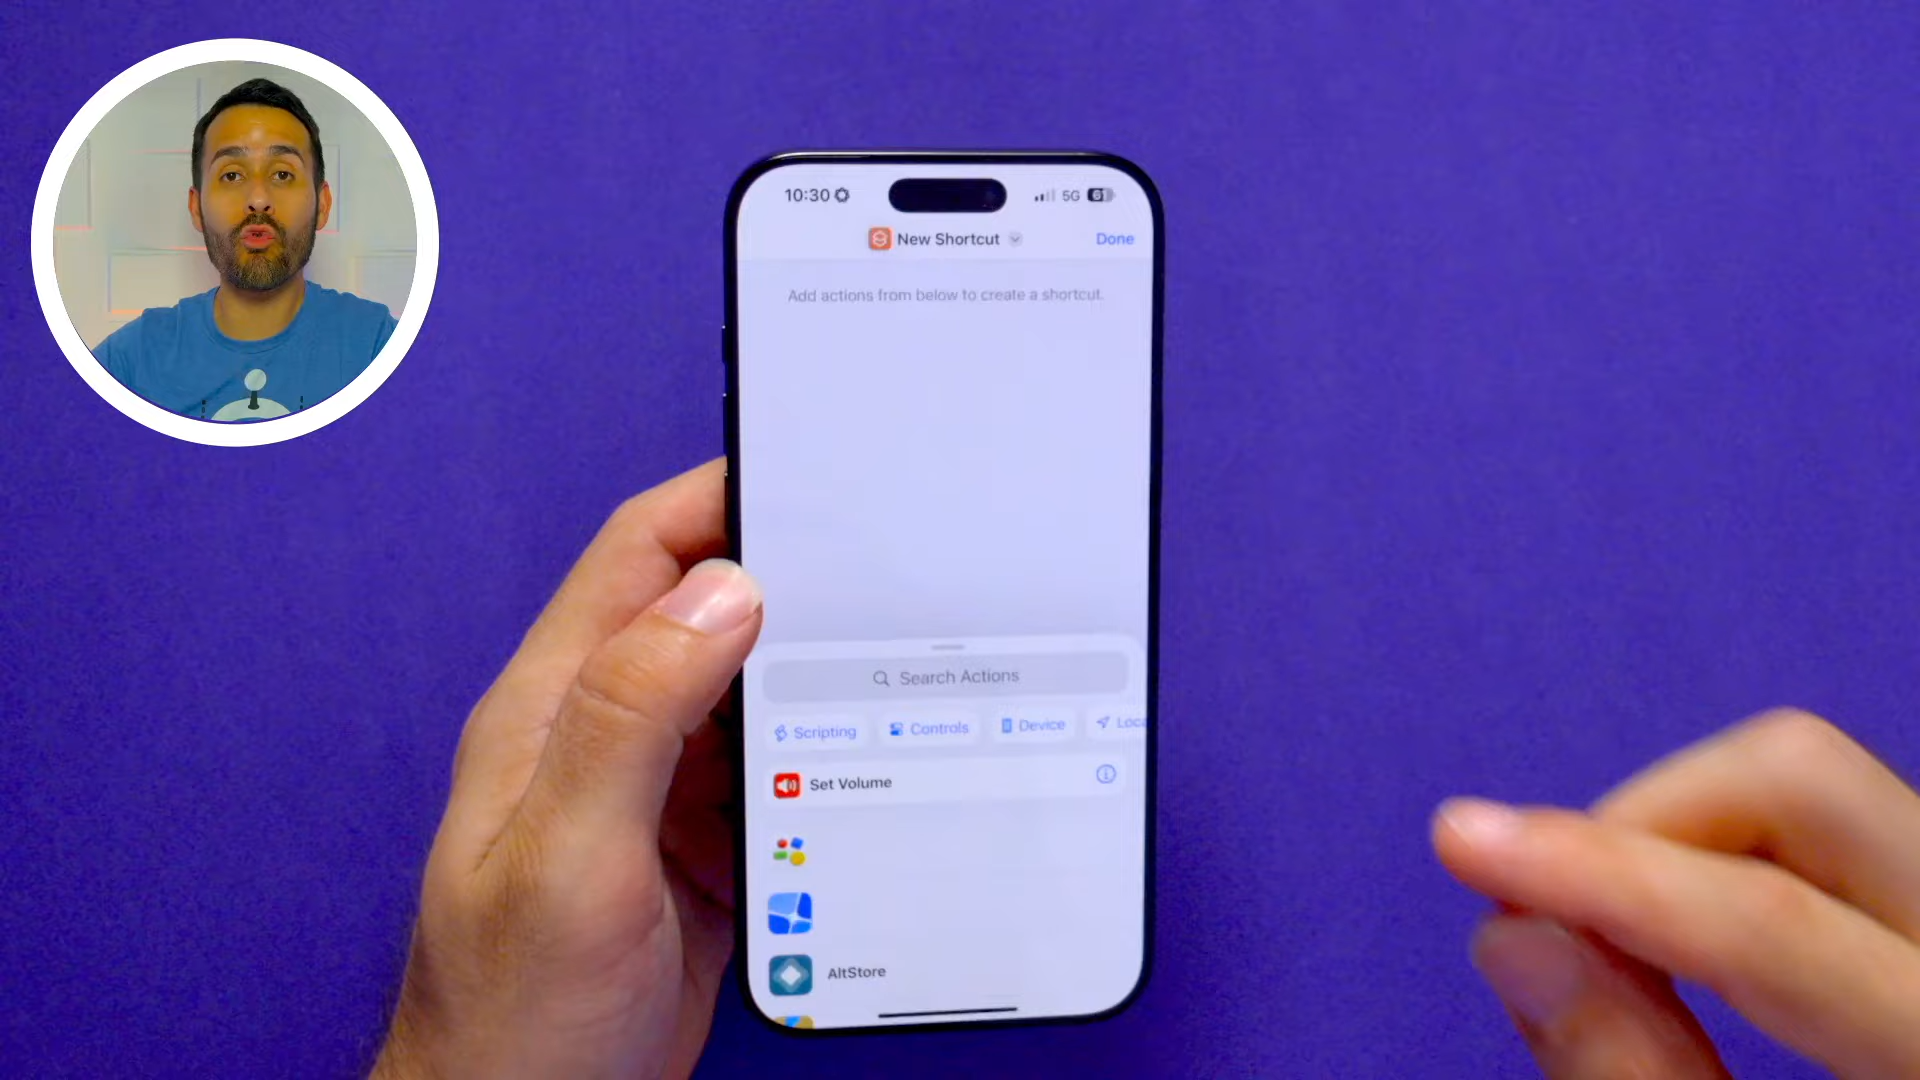 10:30
5G
New Shortcut
Done
Add actions from below to create a shortcut.
Search Actions
Scripting
Controls
Device
Loca
Set Volume
AltStore